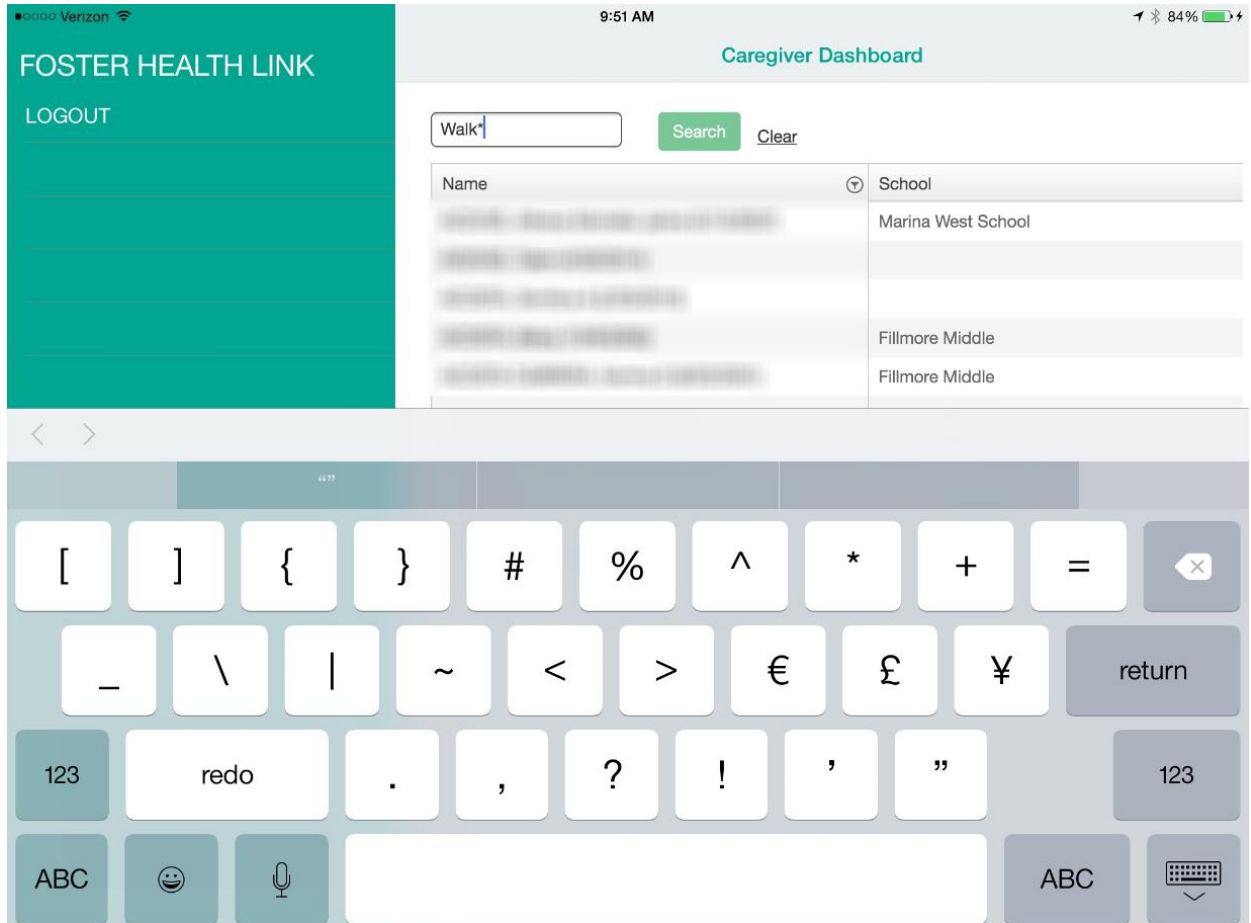 Verizon 9:51 AM 84%
FOSTER HEALTH LINK
Caregiver Dashboard
LOGOUT
Walk* Search Clear
Name School
Marina West School
Fillmore Middle
Fillmore Middle
“”
[ ] { } # % ^ * + =
_ \ | ~ < > € £ ¥ return
123 redo . , ? ! ’ ” 123
ABC ABC